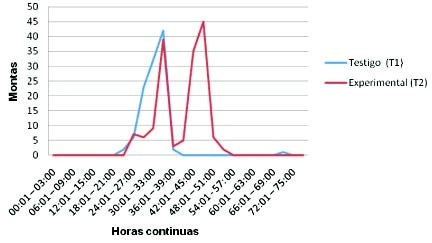 50
45
40
35
30
25
20
15
10
5
0
Montas
00:01 – 03:00
06:01 – 09:00
12:01 – 15:00
18:01 – 21:00
24:01 – 27:00
30:01 – 33:00
36:01 – 39:00
42:01 – 45:00
48:01 – 51:00
54:01 – 57:00
60:01 – 63:00
66:01 – 69:00
72:01 – 75:00
Horas continuas
Testigo (T1)
Experimental (T2)